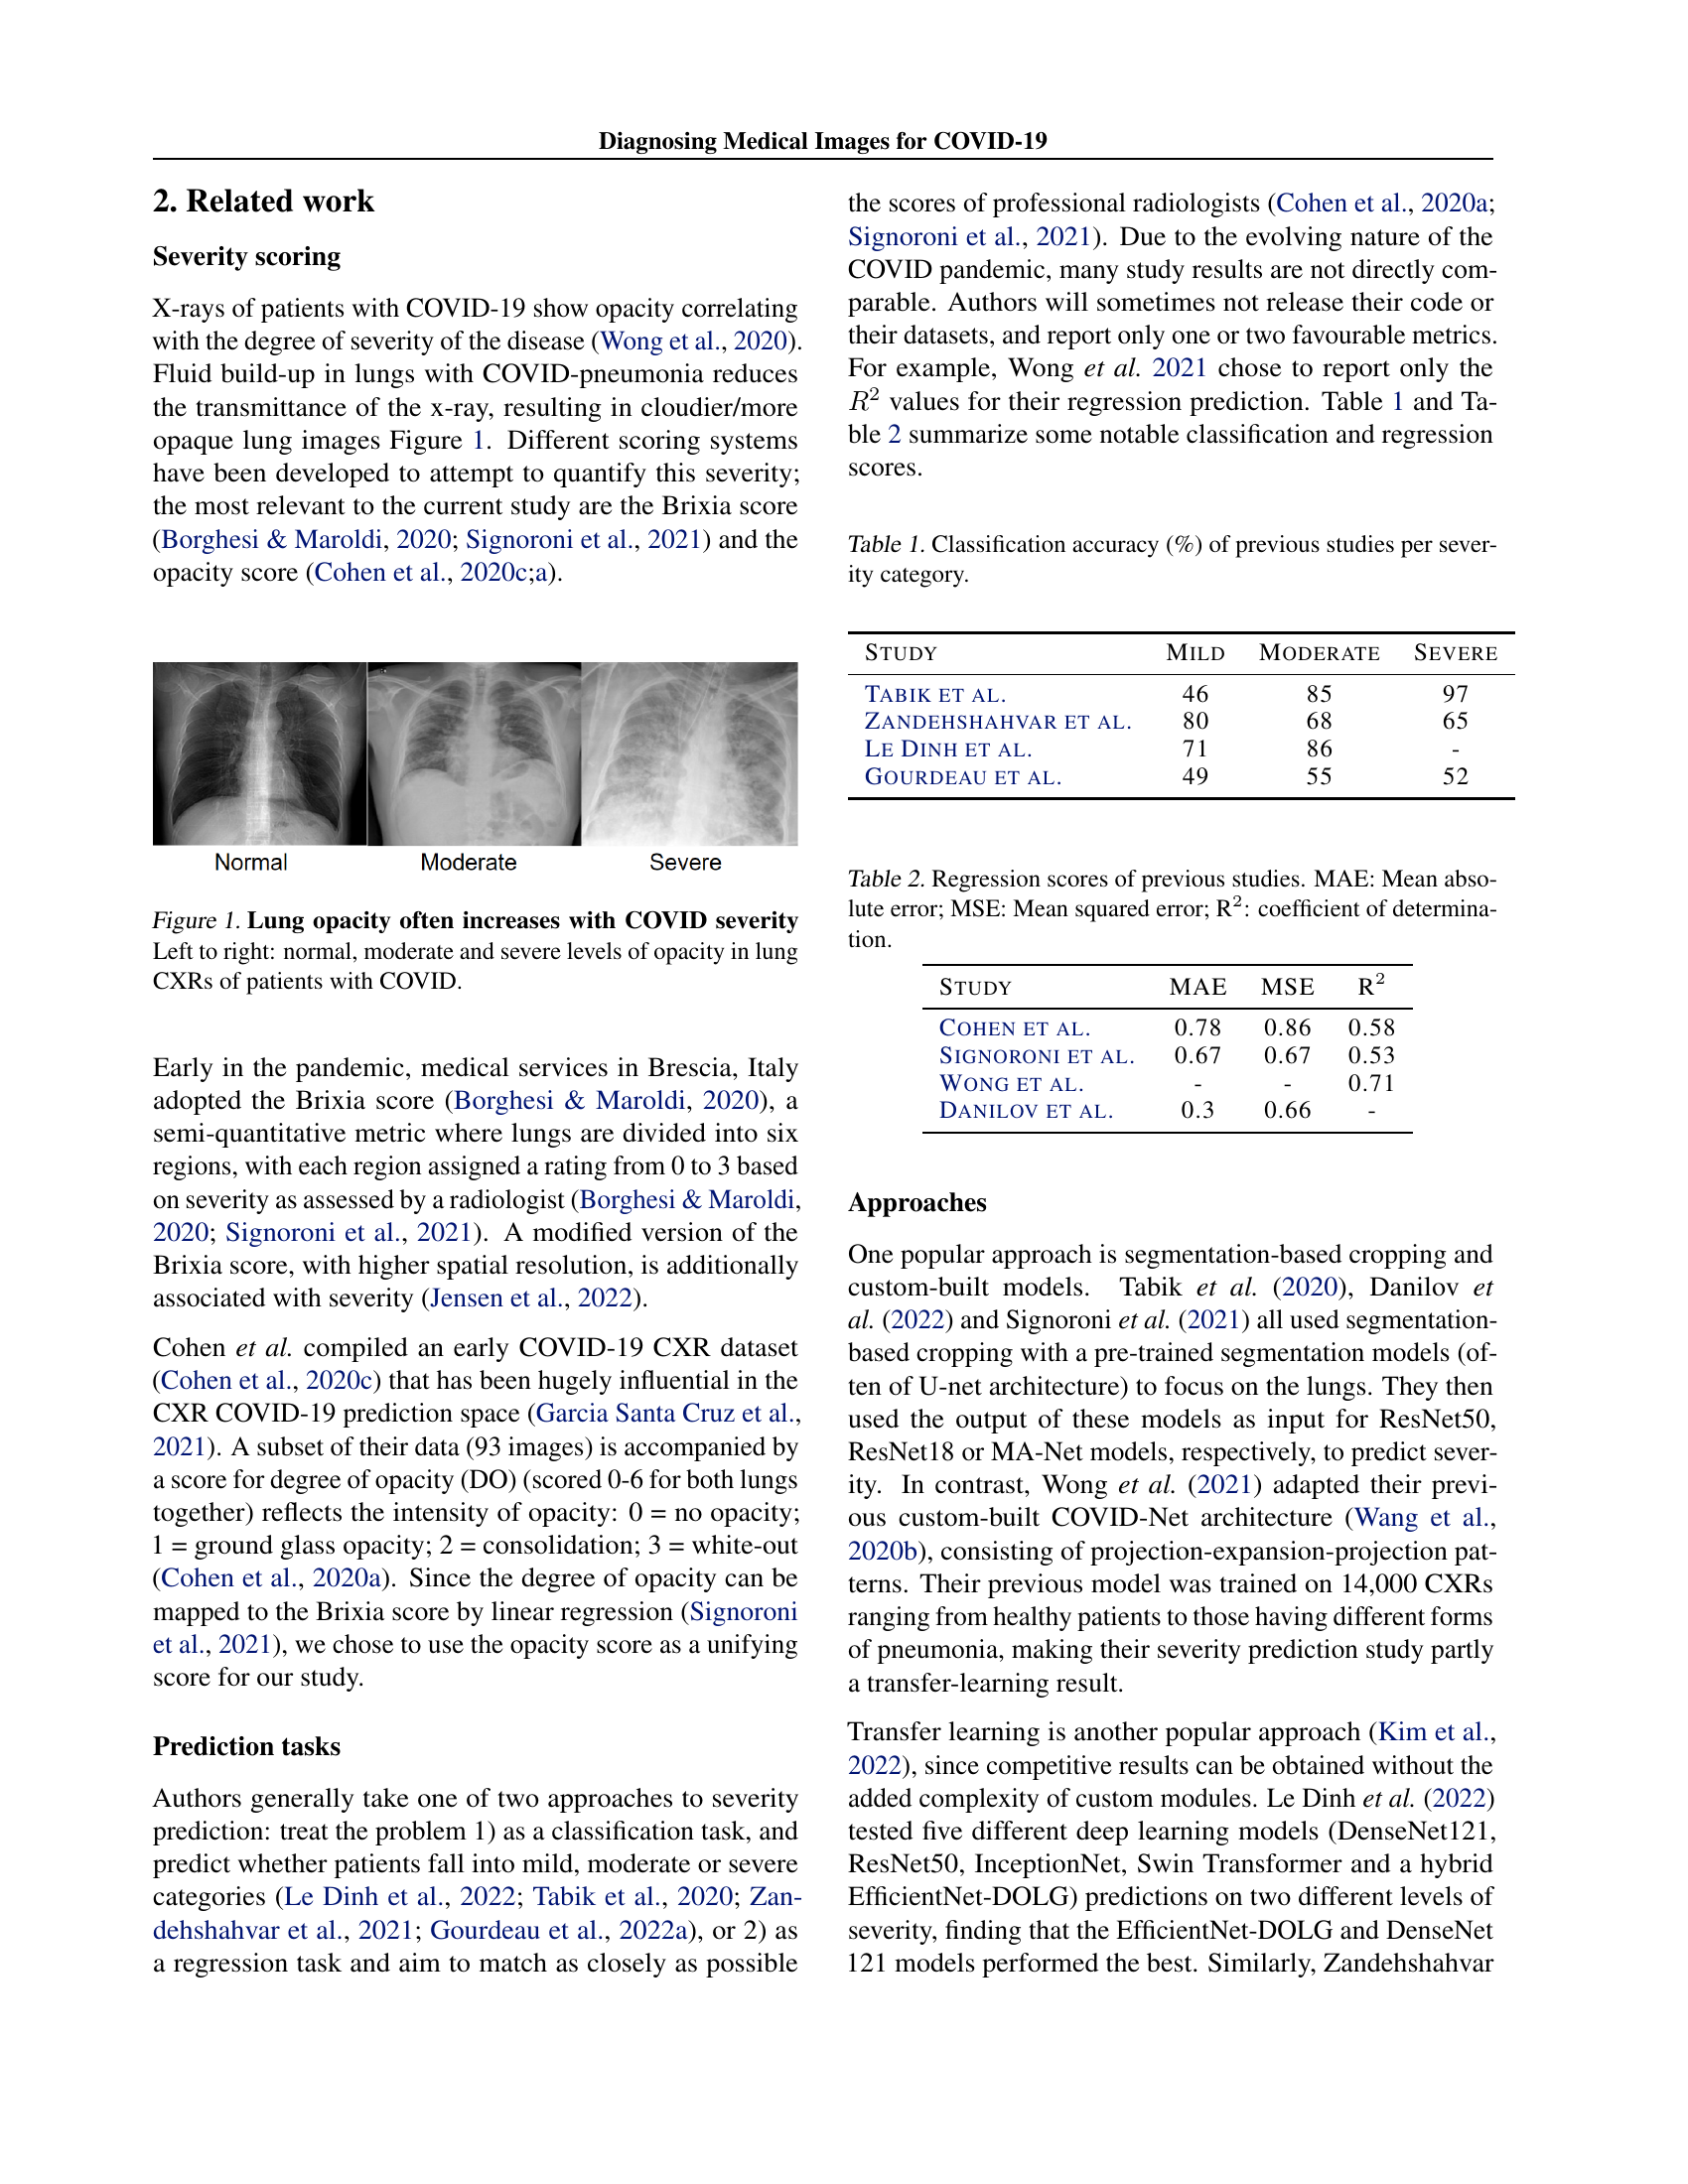 Diagnosing Medical Images for COVID-19
2. Related work
Severity scoring
X-rays of patients with COVID-19 show opacity correlating
with the degree of severity of the disease (Wong et al., 2020).
Fluid build-up in lungs with COVID-pneumonia reduces
the transmittance of the x-ray, resulting in cloudier/more
opaque lung images Figure 1. Different scoring systems
have been developed to attempt to quantify this severity;
the most relevant to the current study are the Brixia score
(Borghesi & Maroldi, 2020; Signoroni et al., 2021) and the
opacity score (Cohen et al., 2020c;a).
Normal Moderate Severe
Figure 1. Lung opacity often increases with COVID severity
Left to right: normal, moderate and severe levels of opacity in lung
CXRs of patients with COVID.
Early in the pandemic, medical services in Brescia, Italy
adopted the Brixia score (Borghesi & Maroldi, 2020), a
semi-quantitative metric where lungs are divided into six
regions, with each region assigned a rating from 0 to 3 based
on severity as assessed by a radiologist (Borghesi & Maroldi,
2020; Signoroni et al., 2021). A modified version of the
Brixia score, with higher spatial resolution, is additionally
associated with severity (Jensen et al., 2022).
Cohen et al. compiled an early COVID-19 CXR dataset
(Cohen et al., 2020c) that has been hugely influential in the
CXR COVID-19 prediction space (Garcia Santa Cruz et al.,
2021). A subset of their data (93 images) is accompanied by
a score for degree of opacity (DO) (scored 0-6 for both lungs
together) reflects the intensity of opacity: 0 = no opacity;
1 = ground glass opacity; 2 = consolidation; 3 = white-out
(Cohen et al., 2020a). Since the degree of opacity can be
mapped to the Brixia score by linear regression (Signoroni
et al., 2021), we chose to use the opacity score as a unifying
score for our study.
Prediction tasks
Authors generally take one of two approaches to severity
prediction: treat the problem 1) as a classification task, and
predict whether patients fall into mild, moderate or severe
categories (Le Dinh et al., 2022; Tabik et al., 2020; Zan-
dehshahvar et al., 2021; Gourdeau et al., 2022a), or 2) as
a regression task and aim to match as closely as possible
the scores of professional radiologists (Cohen et al., 2020a;
Signoroni et al., 2021). Due to the evolving nature of the
COVID pandemic, many study results are not directly com-
parable. Authors will sometimes not release their code or
their datasets, and report only one or two favourable metrics.
For example, Wong et al. 2021 chose to report only the
R² values for their regression prediction. Table 1 and Ta-
ble 2 summarize some notable classification and regression
scores.
Table 1. Classification accuracy (%) of previous studies per sever-
ity category.
STUDY MILD MODERATE SEVERE
TABIK ET AL. 46 85 97
ZANDEHSHAHVAR ET AL. 80 68 65
LE DINH ET AL. 71 86 -
GOURDEAU ET AL. 49 55 52
Table 2. Regression scores of previous studies. MAE: Mean abso-
lute error; MSE: Mean squared error; R²: coefficient of determina-
tion.
STUDY MAE MSE R²
COHEN ET AL. 0.78 0.86 0.58
SIGNORONI ET AL. 0.67 0.67 0.53
WONG ET AL. - - 0.71
DANILOV ET AL. 0.3 0.66 -
Approaches
One popular approach is segmentation-based cropping and
custom-built models. Tabik et al. (2020), Danilov et
al. (2022) and Signoroni et al. (2021) all used segmentation-
based cropping with a pre-trained segmentation models (of-
ten of U-net architecture) to focus on the lungs. They then
used the output of these models as input for ResNet50,
ResNet18 or MA-Net models, respectively, to predict sever-
ity. In contrast, Wong et al. (2021) adapted their previ-
ous custom-built COVID-Net architecture (Wang et al.,
2020b), consisting of projection-expansion-projection pat-
terns. Their previous model was trained on 14,000 CXRs
ranging from healthy patients to those having different forms
of pneumonia, making their severity prediction study partly
a transfer-learning result.
Transfer learning is another popular approach (Kim et al.,
2022), since competitive results can be obtained without the
added complexity of custom modules. Le Dinh et al. (2022)
tested five different deep learning models (DenseNet121,
ResNet50, InceptionNet, Swin Transformer and a hybrid
EfficientNet-DOLG) predictions on two different levels of
severity, finding that the EfficientNet-DOLG and DenseNet
121 models performed the best. Similarly, Zandehshahvar